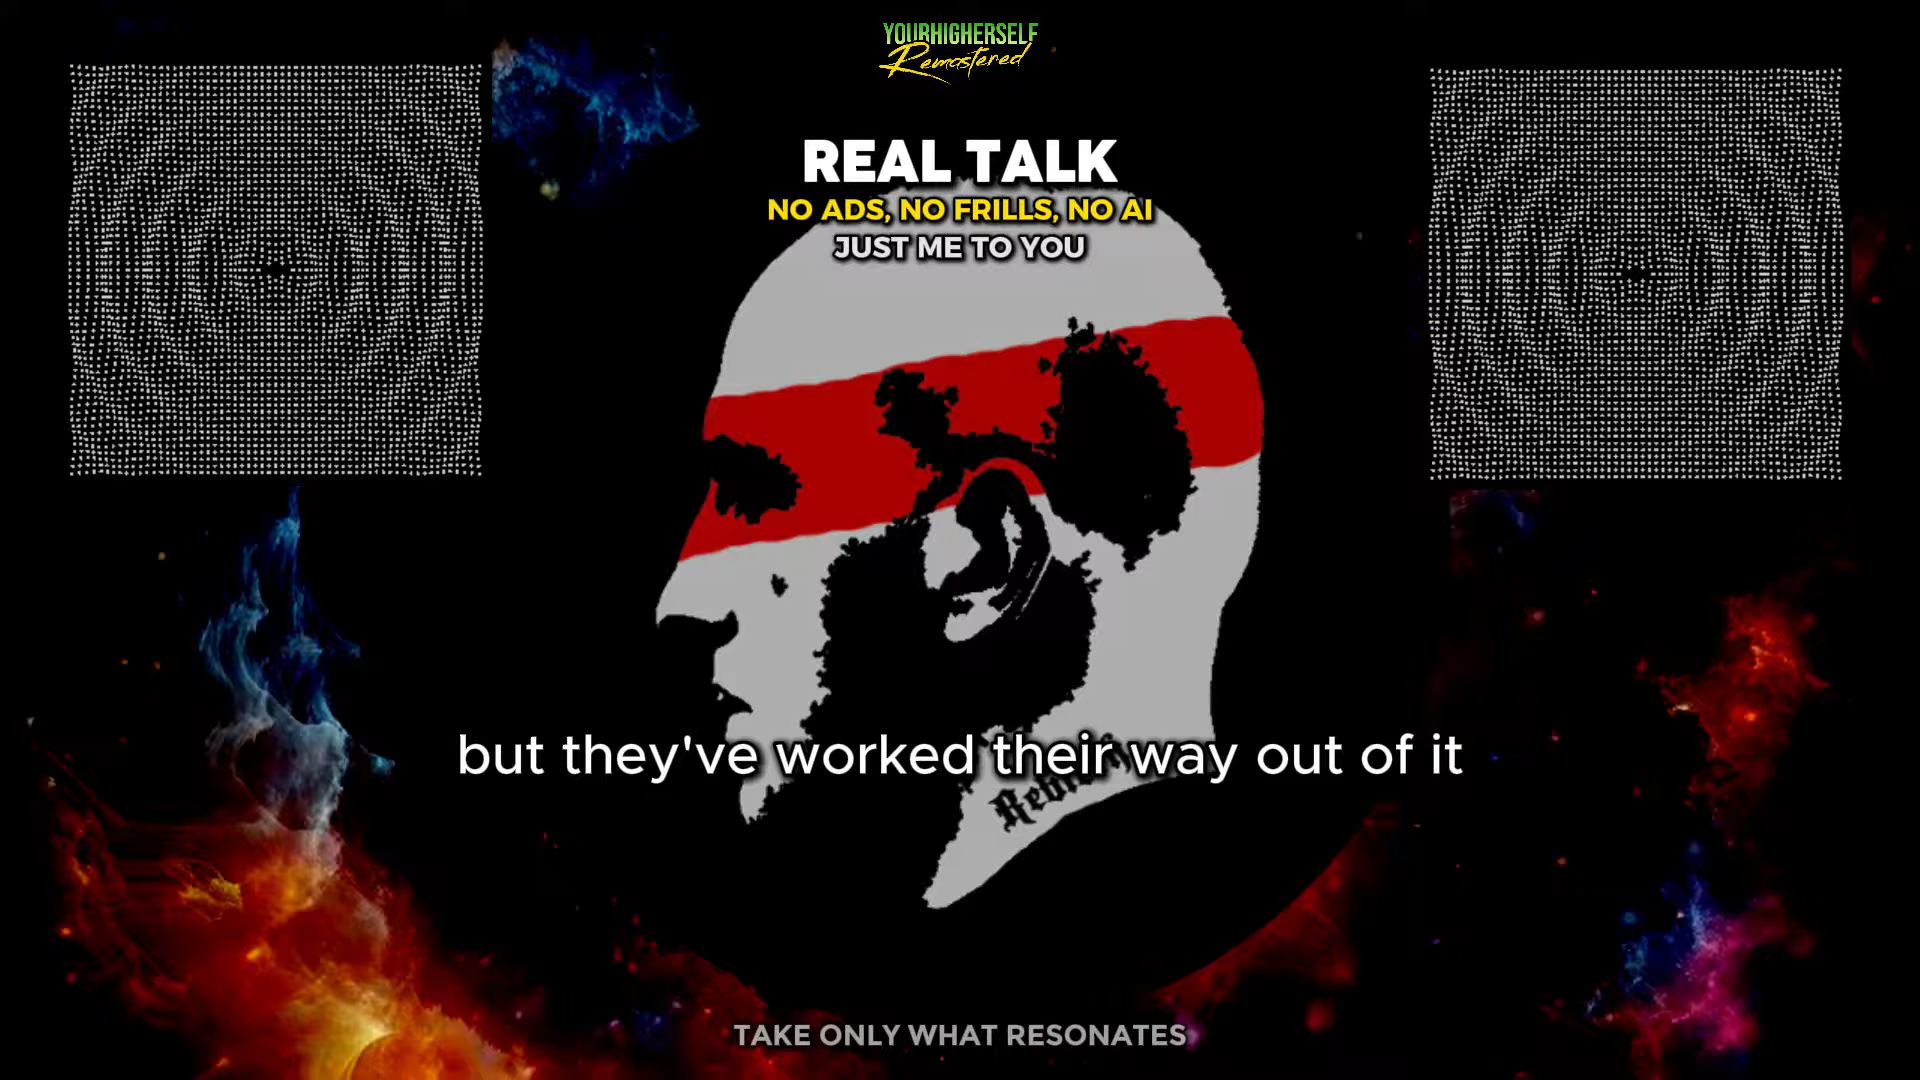 YOURHIGHERSELF
Remastered
REAL TALK
NO ADS, NO FRILLS, NO AI
JUST ME TO YOU
but they've worked their way out of it
TAKE ONLY WHAT RESONATES